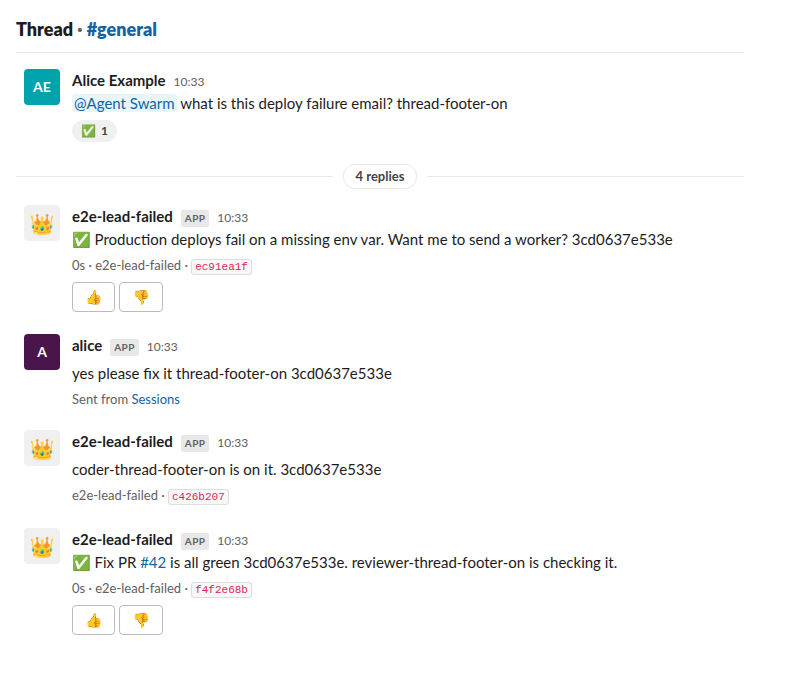 Thread • #general
AE
Alice Example 10:33
@Agent Swarm what is this deploy failure email? thread-footer-on
✅ 1
4 replies
e2e-lead-failed APP 10:33
✅ Production deploys fail on a missing env var. Want me to send a worker? 3cd0637e533e
0s · e2e-lead-failed · ec91ea1f
👍 👎
A
alice APP 10:33
yes please fix it thread-footer-on 3cd0637e533e
Sent from Sessions
e2e-lead-failed APP 10:33
coder-thread-footer-on is on it. 3cd0637e533e
e2e-lead-failed · c426b207
e2e-lead-failed APP 10:33
✅ Fix PR #42 is all green 3cd0637e533e. reviewer-thread-footer-on is checking it.
0s · e2e-lead-failed · f4f2e68b
👍 👎